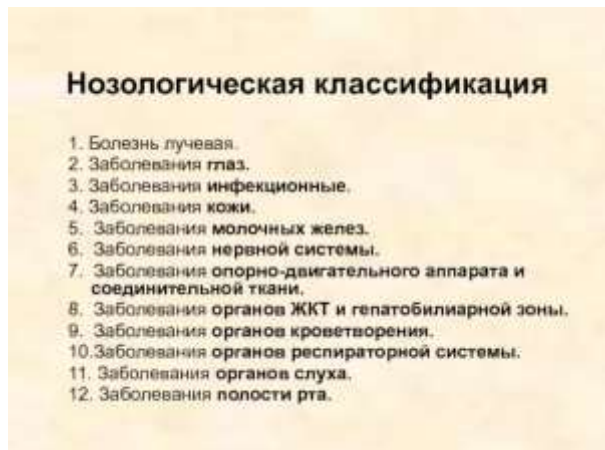 Нозологическая классификация
1. Болезнь лучевая.
2. Заболевания глаз.
3. Заболевания инфекционные.
4. Заболевания кожи.
5. Заболевания молочных желез.
6. Заболевания нервной системы.
7. Заболевания опорно-двигательного аппарата и
соединительной ткани.
8. Заболевания органов ЖКТ и гепатобилиарной зоны.
9. Заболевания органов кроветворения.
10.Заболевания органов респираторной системы.
11. Заболевания органов слуха.
12. Заболевания полости рта.